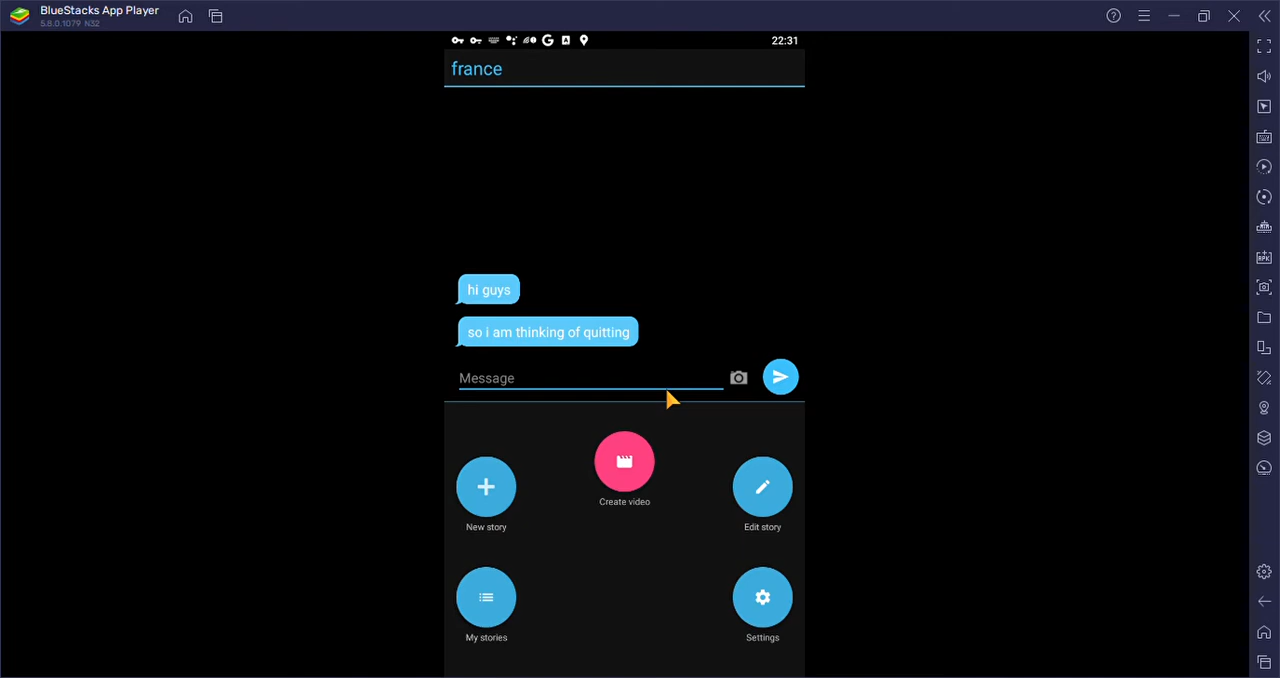 BlueStacks App Player
5.8.0.1079 N32
22:31
france
hi guys
so i am thinking of quitting
Message
Create video
New story
Edit story
My stories
Settings